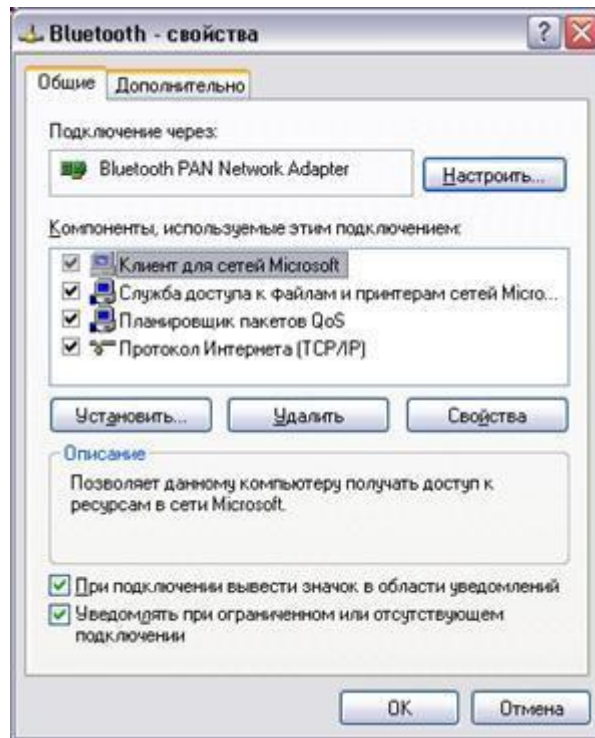 Bluetooth - свойства
Общие
Дополнительно
Подключение через:
Bluetooth PAN Network Adapter
Настроить...
Компоненты, используемые этим подключением:
Клиент для сетей Microsoft
Служба доступа к файлам и принтерам сетей Micro...
Планировщик пакетов QoS
Протокол Интернета (TCP/IP)
Установить...
Удалить
Свойства
Описание
Позволяет данному компьютеру получать доступ к
ресурсам в сети Microsoft.
При подключении вывести значок в области уведомлений
Уведомлять при ограниченном или отсутствующем
подключении
OK
Отмена